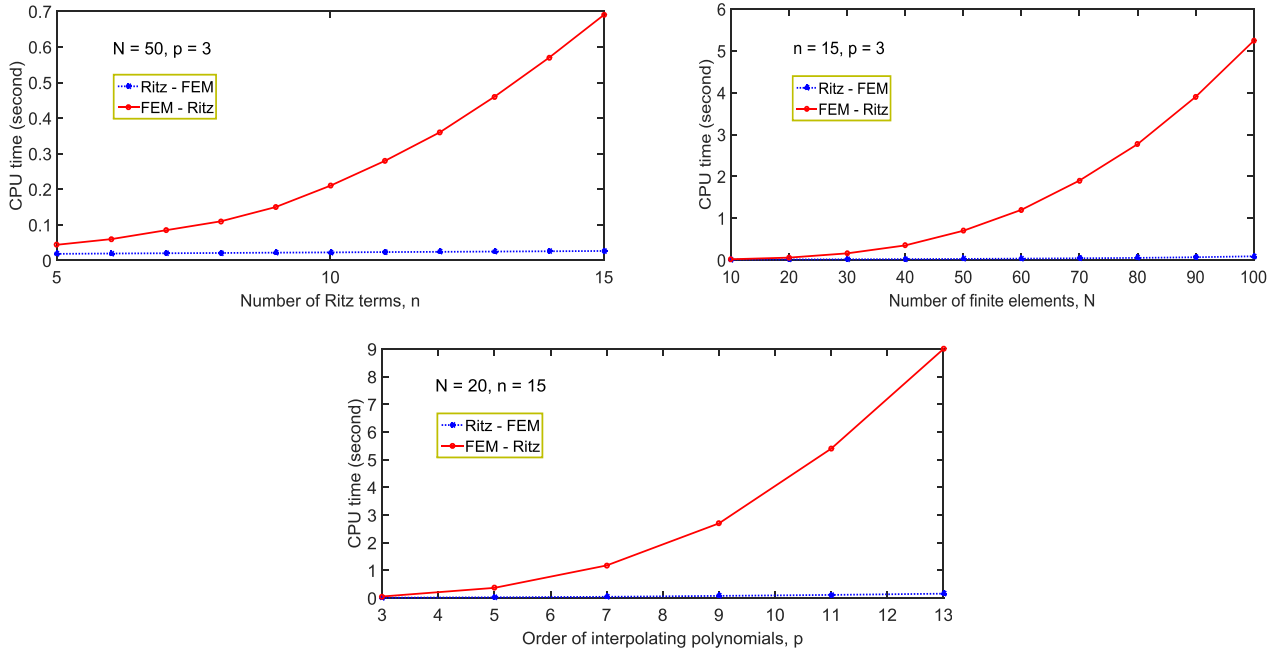 0.7
0.6
0.5
0.4
0.3
0.2
0.1
0
CPU time (second)
N = 50, p = 3
Ritz - FEM
FEM - Ritz
5 10 15
Number of Ritz terms, n
6
5
4
3
2
1
0
CPU time (second)
n = 15, p = 3
Ritz - FEM
FEM - Ritz
10 20 30 40 50 60 70 80 90 100
Number of finite elements, N
9
8
7
6
5
4
3
2
1
0
CPU time (second)
N = 20, n = 15
Ritz - FEM
FEM - Ritz
3 4 5 6 7 8 9 10 11 12 13
Order of interpolating polynomials, p